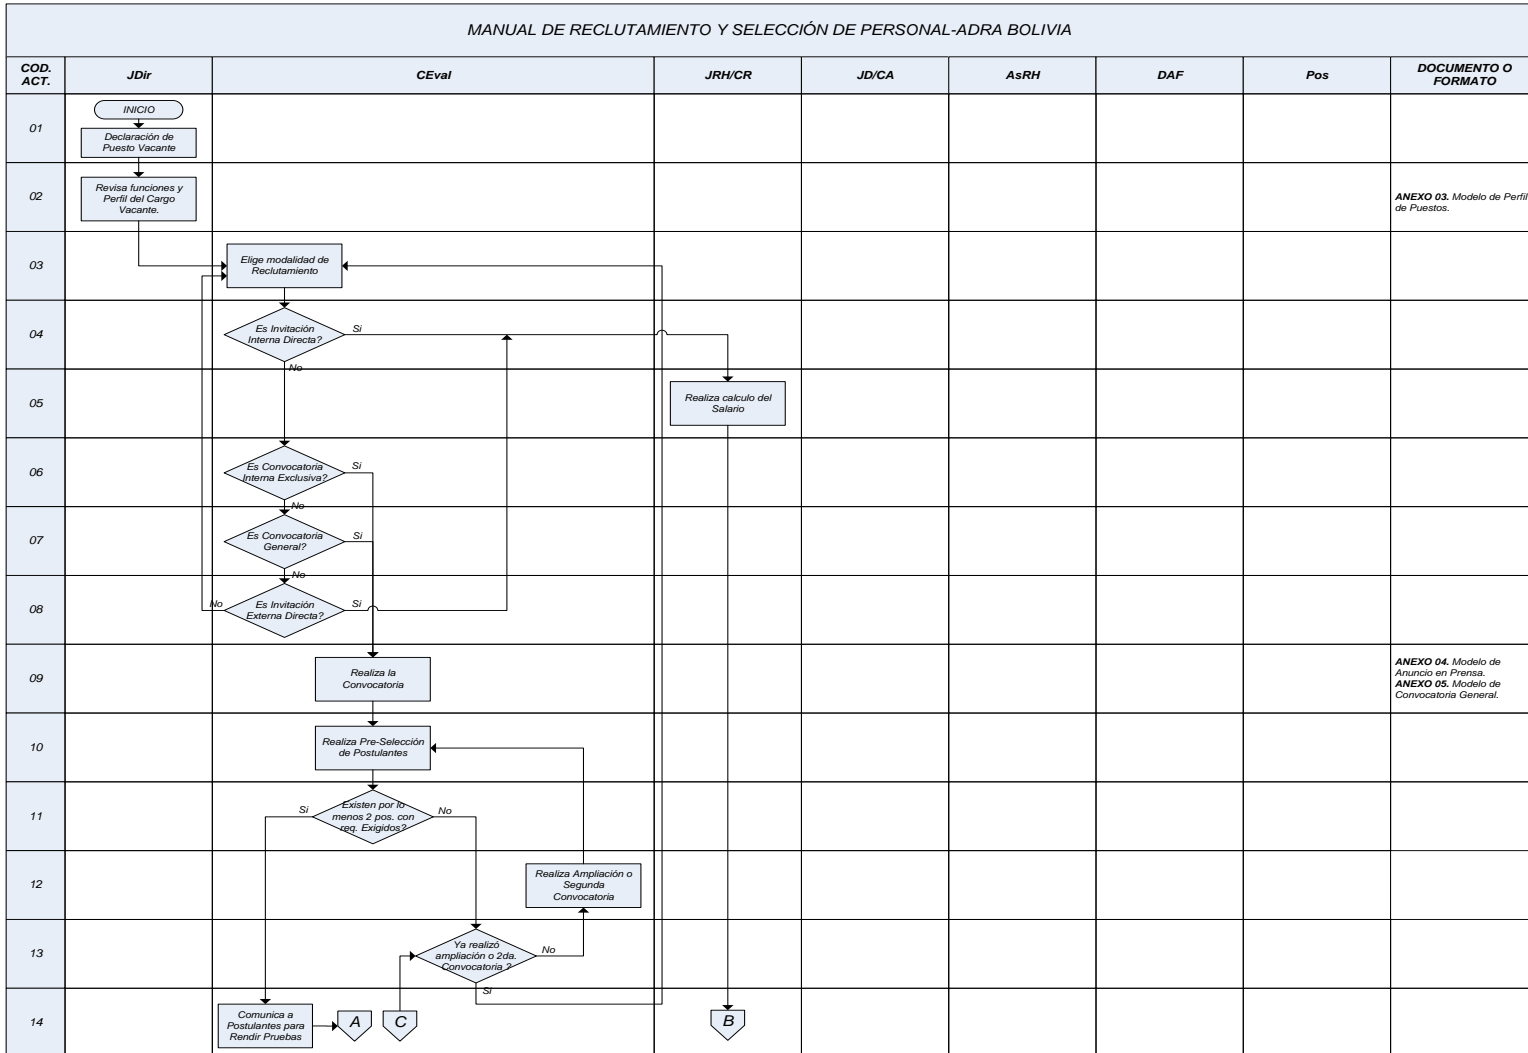 MANUAL DE RECLUTAMIENTO Y SELECCIÓN DE PERSONAL-ADRA BOLIVIA
COD.
ACT.
JDir
CEval
JRH/CR
JD/CA
AsRH
DAF
Pos
DOCUMENTO O
FORMATO
01
INICIO
Declaración de
Puesto Vacante
02
Revisa funciones y
Perfil del Cargo
Vacante.
ANEXO 03. Modelo de Perfil
de Puestos.
03
Elige modalidad de
Reclutamiento
04
Es Invitación
Interna Directa?
Si
No
05
Realiza calculo del
Salario
06
Es Convocatoria
Interna Exclusiva?
Si
No
07
Es Convocatoria
General?
Si
No
08
No
Es Invitación
Externa Directa?
Si
09
Realiza la
Convocatoria
ANEXO 04. Modelo de
Anuncio en Prensa.
ANEXO 05. Modelo de
Convocatoria General.
10
Realiza Pre-Selección
de Postulantes
11
Si
Existen por lo
menos 2 pos. con
req. Exigidos?
No
12
Realiza Ampliación o
Segunda
Convocatoria
13
Ya realizó
ampliación o 2da.
Convocatoria ?
No
Si
14
Comunica a
Postulantes para
Rendir Pruebas
A
C
B